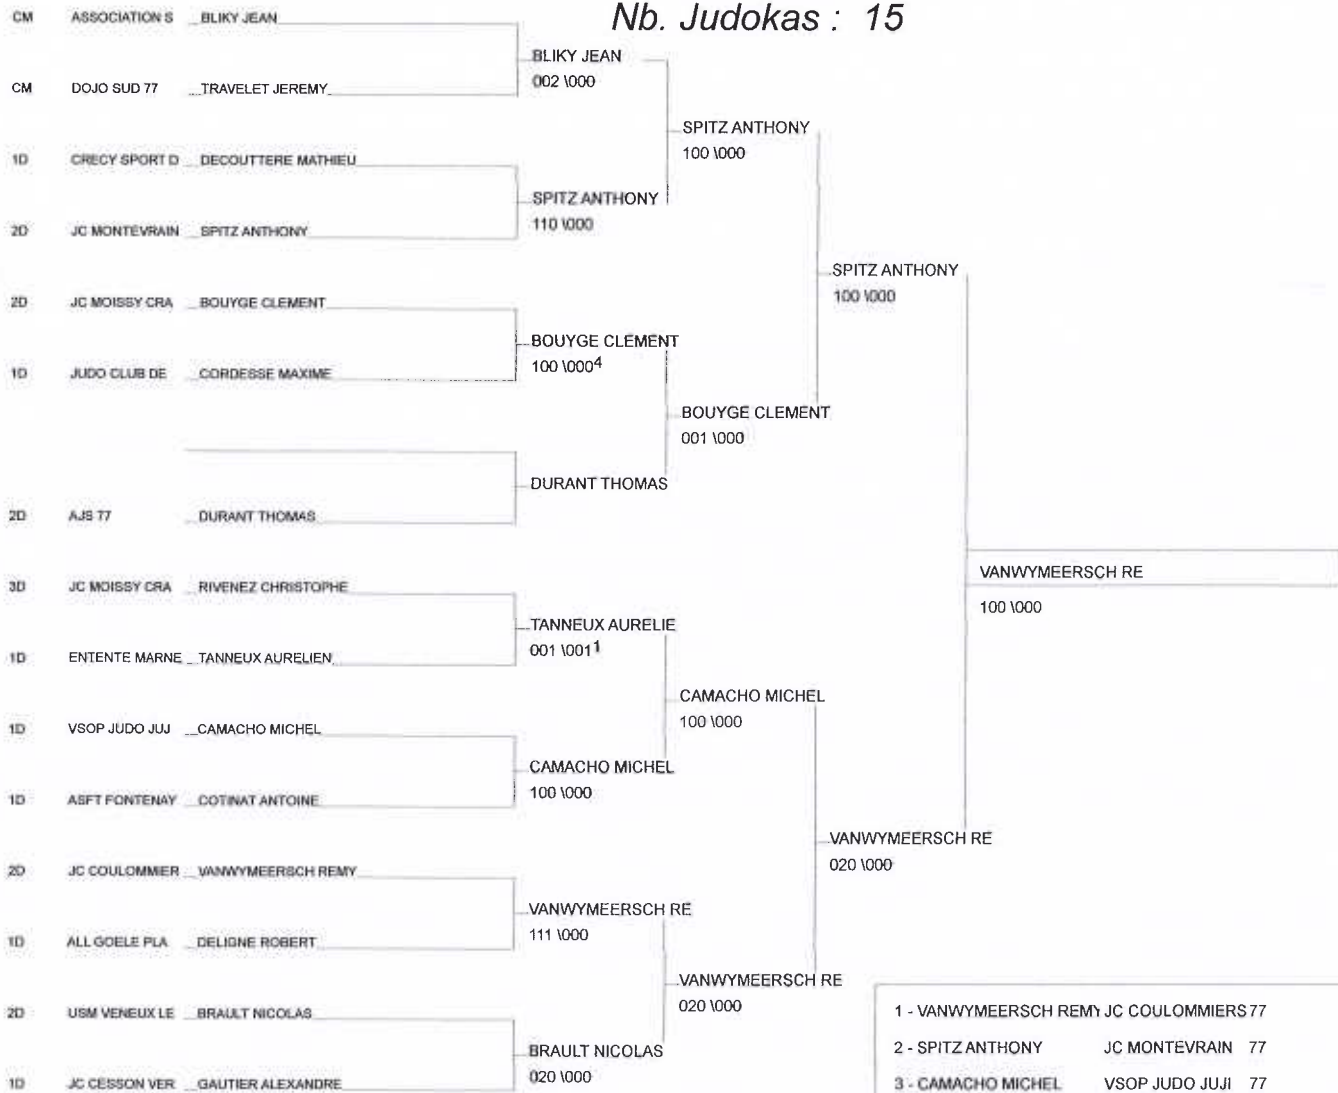 Nb. Judokas : 15
CM ASSOCIATION S BLIKY JEAN
BLIKY JEAN
002 \000
CM DOJO SUD 77 TRAVELET JEREMY
SPITZ ANTHONY
100 \000
1D CRECY SPORT D DECOUTTERE MATHIEU
SPITZ ANTHONY
110 \000
2D JC MONTEVRAIN SPITZ ANTHONY
SPITZ ANTHONY
100 \000
2D JC MOISSY CRA BOUYGE CLEMENT
BOUYGE CLEMENT
100 \0004
1D JUDO CLUB DE CORDESSE MAXIME
BOUYGE CLEMENT
001 \000
DURANT THOMAS
2D AJS 77 DURANT THOMAS
VANWYMEERSCH RE
100 \000
3D JC MOISSY CRA RIVENEZ CHRISTOPHE
TANNEUX AURELIE
001 \0011
1D ENTENTE MARNE TANNEUX AURELIEN
CAMACHO MICHEL
100 \000
1D VSOP JUDO JUJ CAMACHO MICHEL
CAMACHO MICHEL
100 \000
1D ASFT FONTENAY COTINAT ANTOINE
VANWYMEERSCH RE
020 \000
2D JC COULOMMIER VANWYMEERSCH REMY
VANWYMEERSCH RE
111 \000
1D ALL GOELE PLA DELIGNE ROBERT
VANWYMEERSCH RE
020 \000
2D USM VENEUX LE BRAULT NICOLAS
BRAULT NICOLAS
020 \000
1D JC CESSON VER GAUTIER ALEXANDRE
1 - VANWYMEERSCH REMY JC COULOMMIERS 77
2 - SPITZ ANTHONY JC MONTEVRAIN 77
3 - CAMACHO MICHEL VSOP JUDO JUJI 77